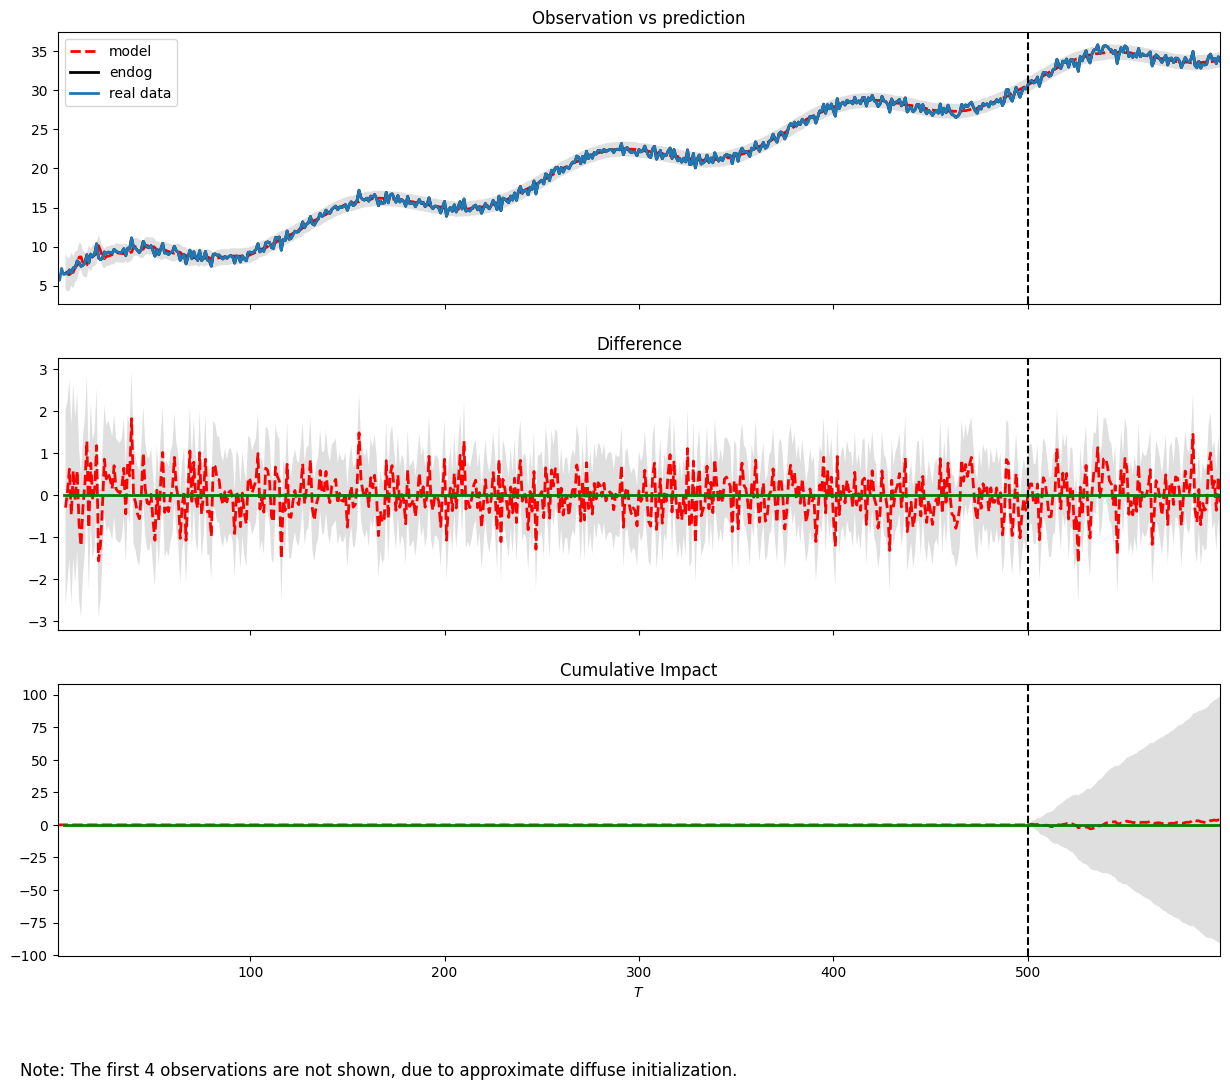 Observation vs prediction
model
endog
real data
35
30
25
20
15
10
5
Difference
3
2
1
0
−1
−2
−3
Cumulative Impact
100
75
50
25
0
−25
−50
−75
−100
100 200 300 400 500
T
Note: The first 4 observations are not shown, due to approximate diffuse initialization.